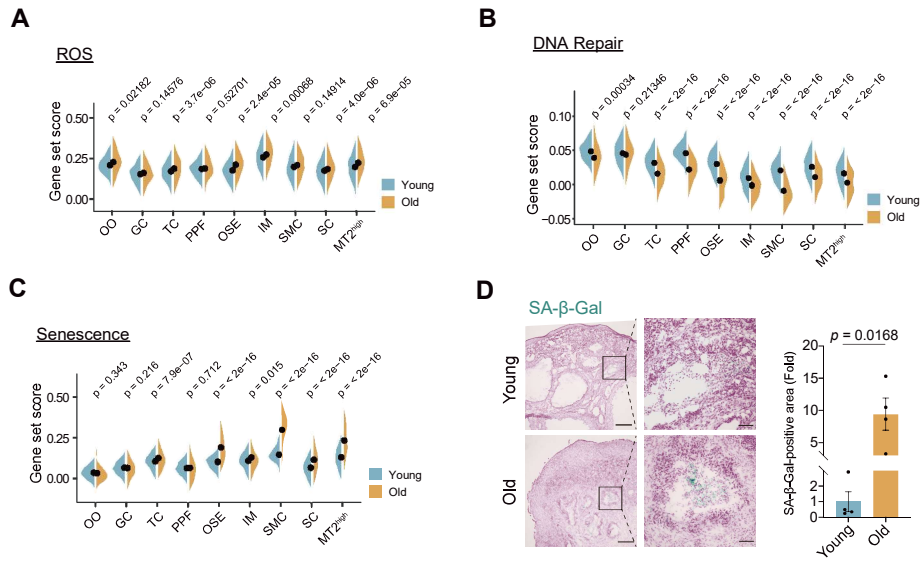 A
ROS
p = 0.02182
p = 0.14576
p = 3.7e−06
p = 0.52701
p = 2.4e−05
p = 0.00068
p = 0.14914
p = 4.0e−06
p = 6.9e−05
Gene set score
0.50
0.25
0.00
OO
GC
TC
PPF
OSE
IM
SMC
SC
MT2high
Young
Old
B
DNA Repair
p = 0.00034
p = 0.21346
p = < 2e−16
p = < 2e−16
p = < 2e−16
p = < 2e−16
p = < 2e−16
p = < 2e−16
p = < 2e−16
Gene set score
0.10
0.05
0.00
−0.05
OO
GC
TC
PPF
OSE
IM
SMC
SC
MT2high
Young
Old
C
Senescence
p = 0.343
p = 0.216
p = 7.9e−07
p = 0.712
p = < 2e−16
p = 0.015
p = < 2e−16
p = < 2e−16
p = < 2e−16
Gene set score
0.50
0.25
0.00
OO
GC
TC
PPF
OSE
IM
SMC
SC
MT2high
Young
Old
D
SA-β-Gal
Young
Old
p = 0.0168
SA-β-Gal-positive area (Fold)
20
15
10
5
2
1
0
Young
Old